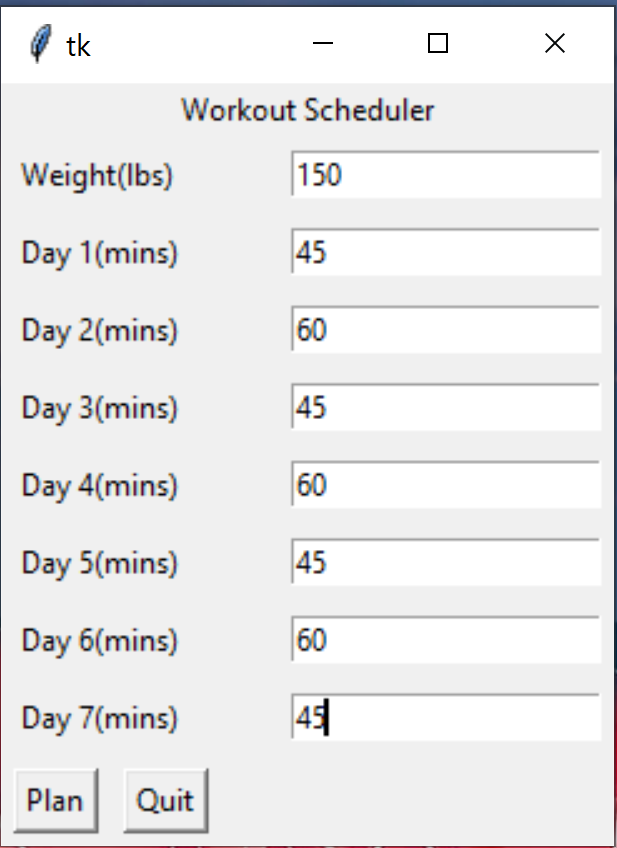 tk
Workout Scheduler
Weight(lbs) 150
Day 1(mins) 45
Day 2(mins) 60
Day 3(mins) 45
Day 4(mins) 60
Day 5(mins) 45
Day 6(mins) 60
Day 7(mins) 45
Plan Quit